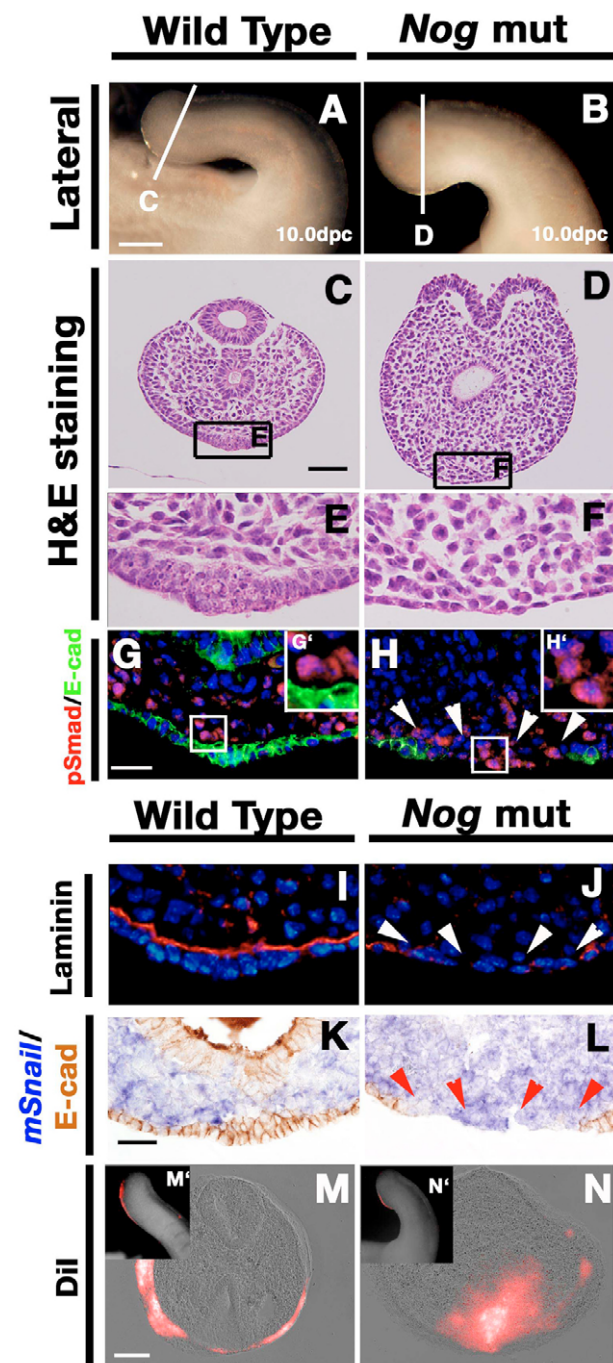 Wild Type Nog mut
Lateral
A
C
10.0dpc
B
D
10.0dpc
H&E staining
C
E
D
F
E
F
pSmad/E-cad
G
G'
H
H'
Wild Type Nog mut
Laminin
I
J
mSnail/
E-cad
K
L
DiI
M'
M
N'
N